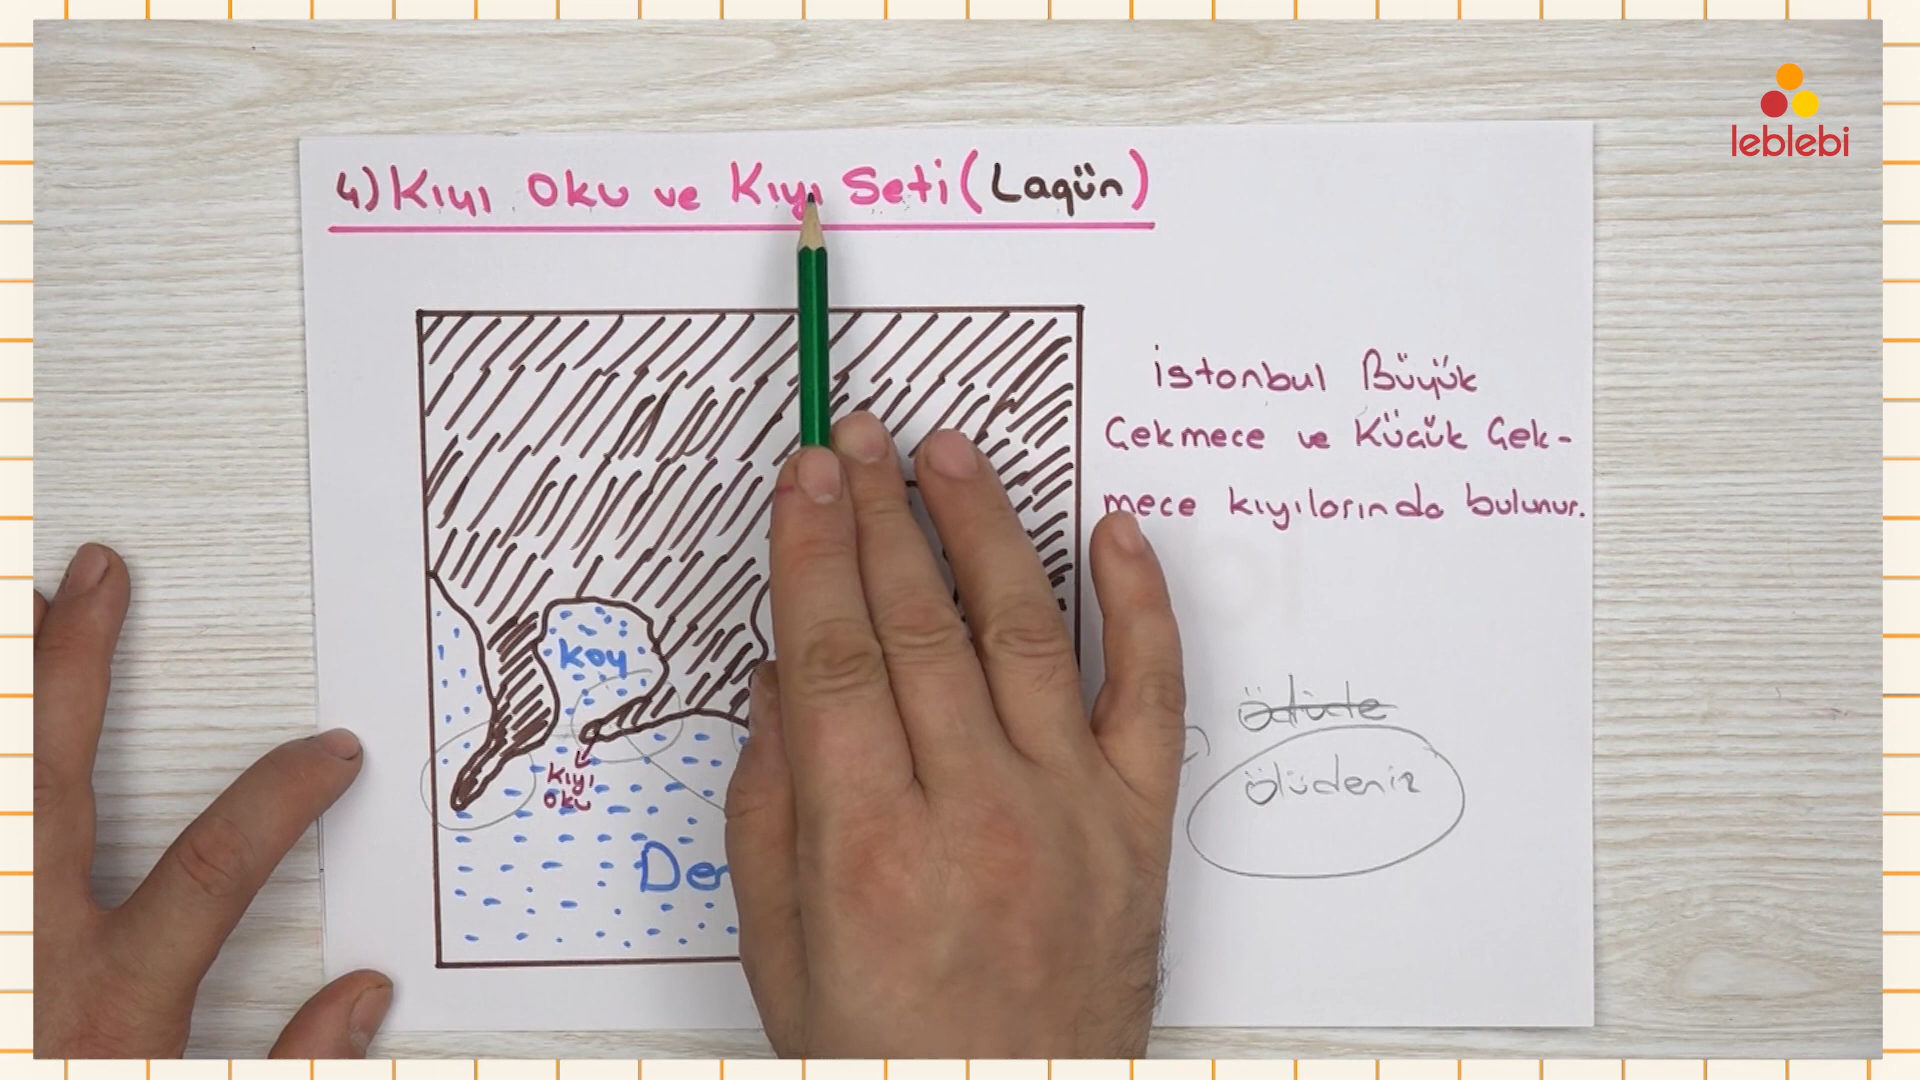 leblebi
4) Kıyı Oku ve Kıyı Seti (Lagün)
İstanbul Büyük
Çekmece ve Küçük Çek-
mece kıyılarında bulunur.
koy
Kıyı
Oku
Den
Ölüdeniz